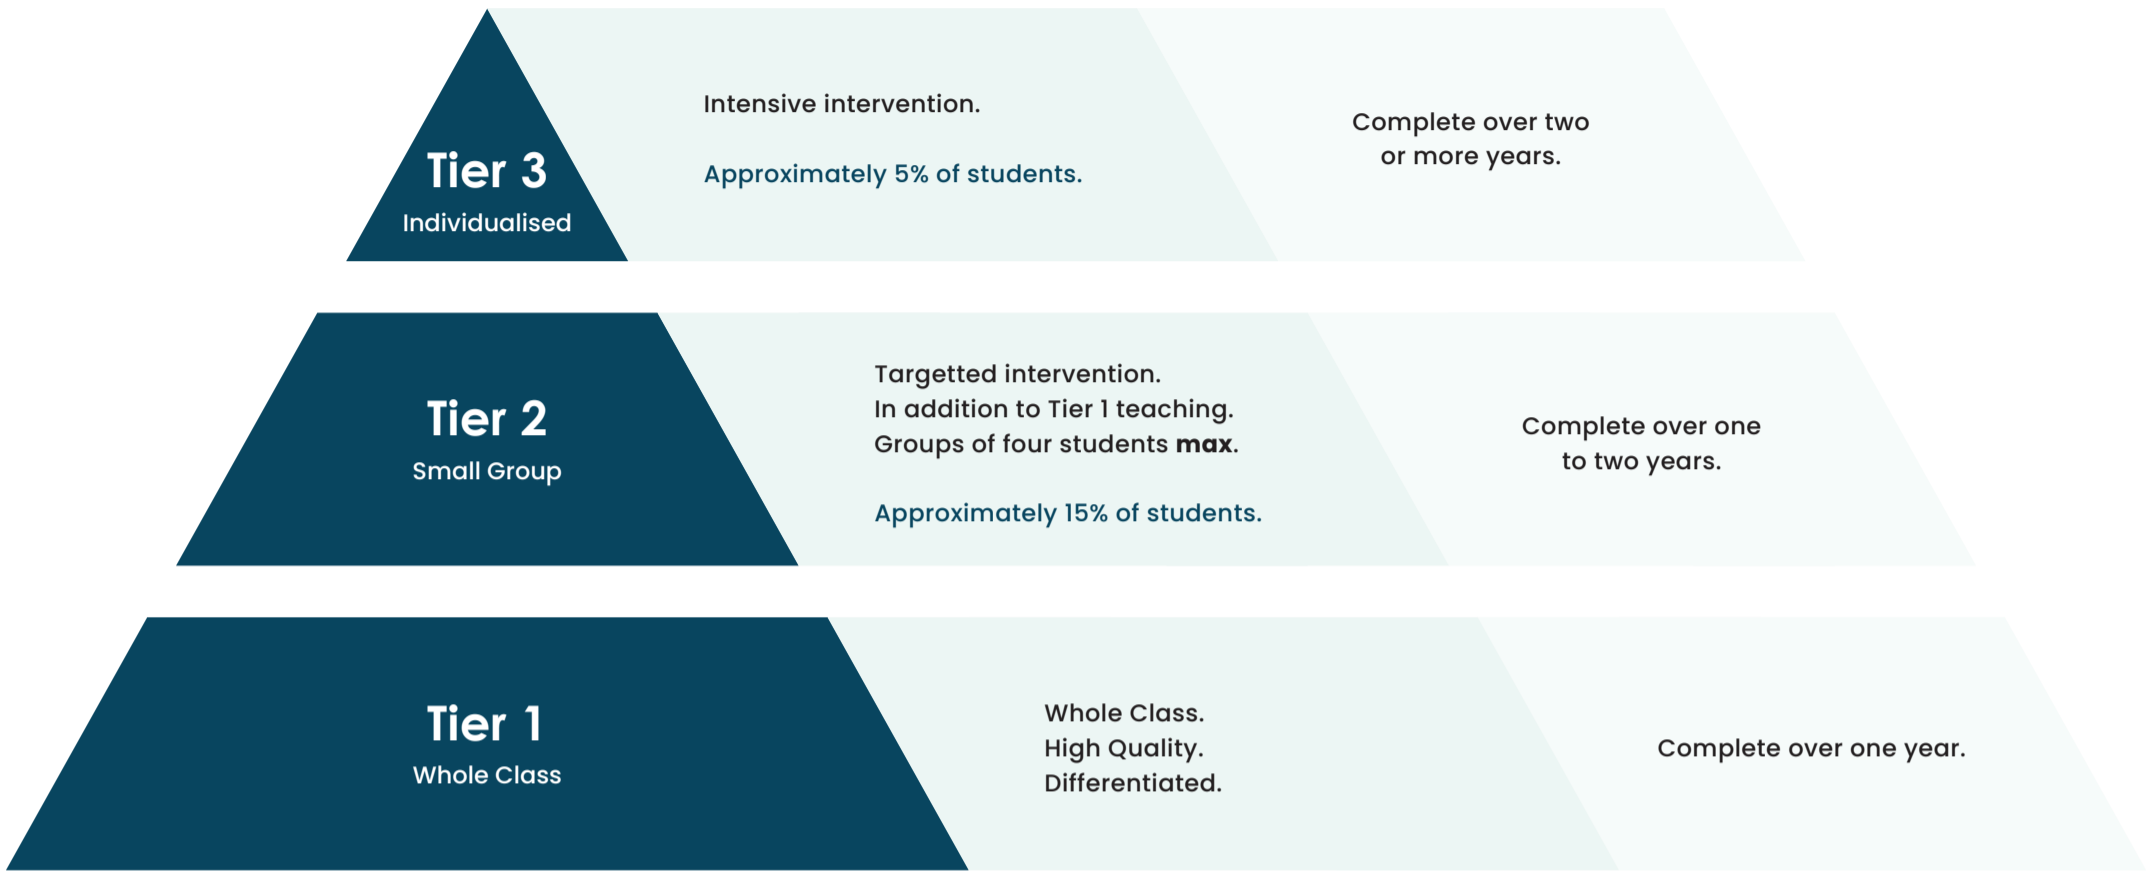 Tier 3
Individualised
Intensive intervention.
Approximately 5% of students.
Complete over two
or more years.
Tier 2
Small Group
Targetted intervention.
In addition to Tier 1 teaching.
Groups of four students max.
Approximately 15% of students.
Complete over one
to two years.
Tier 1
Whole Class
Whole Class.
High Quality.
Differentiated.
Complete over one year.